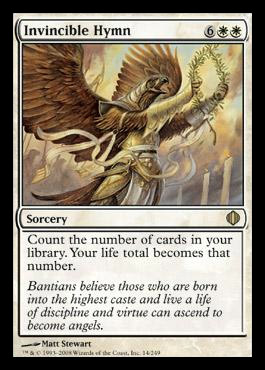 Invincible Hymn 6
Sorcery
Count the number of cards in your
library. Your life total becomes that
number.
Bantians believe those who are born
into the highest caste and live a life
of discipline and virtue can ascend to
become angels.
Matt Stewart
™ & © 1993–2008 Wizards of the Coast, Inc. 14/249